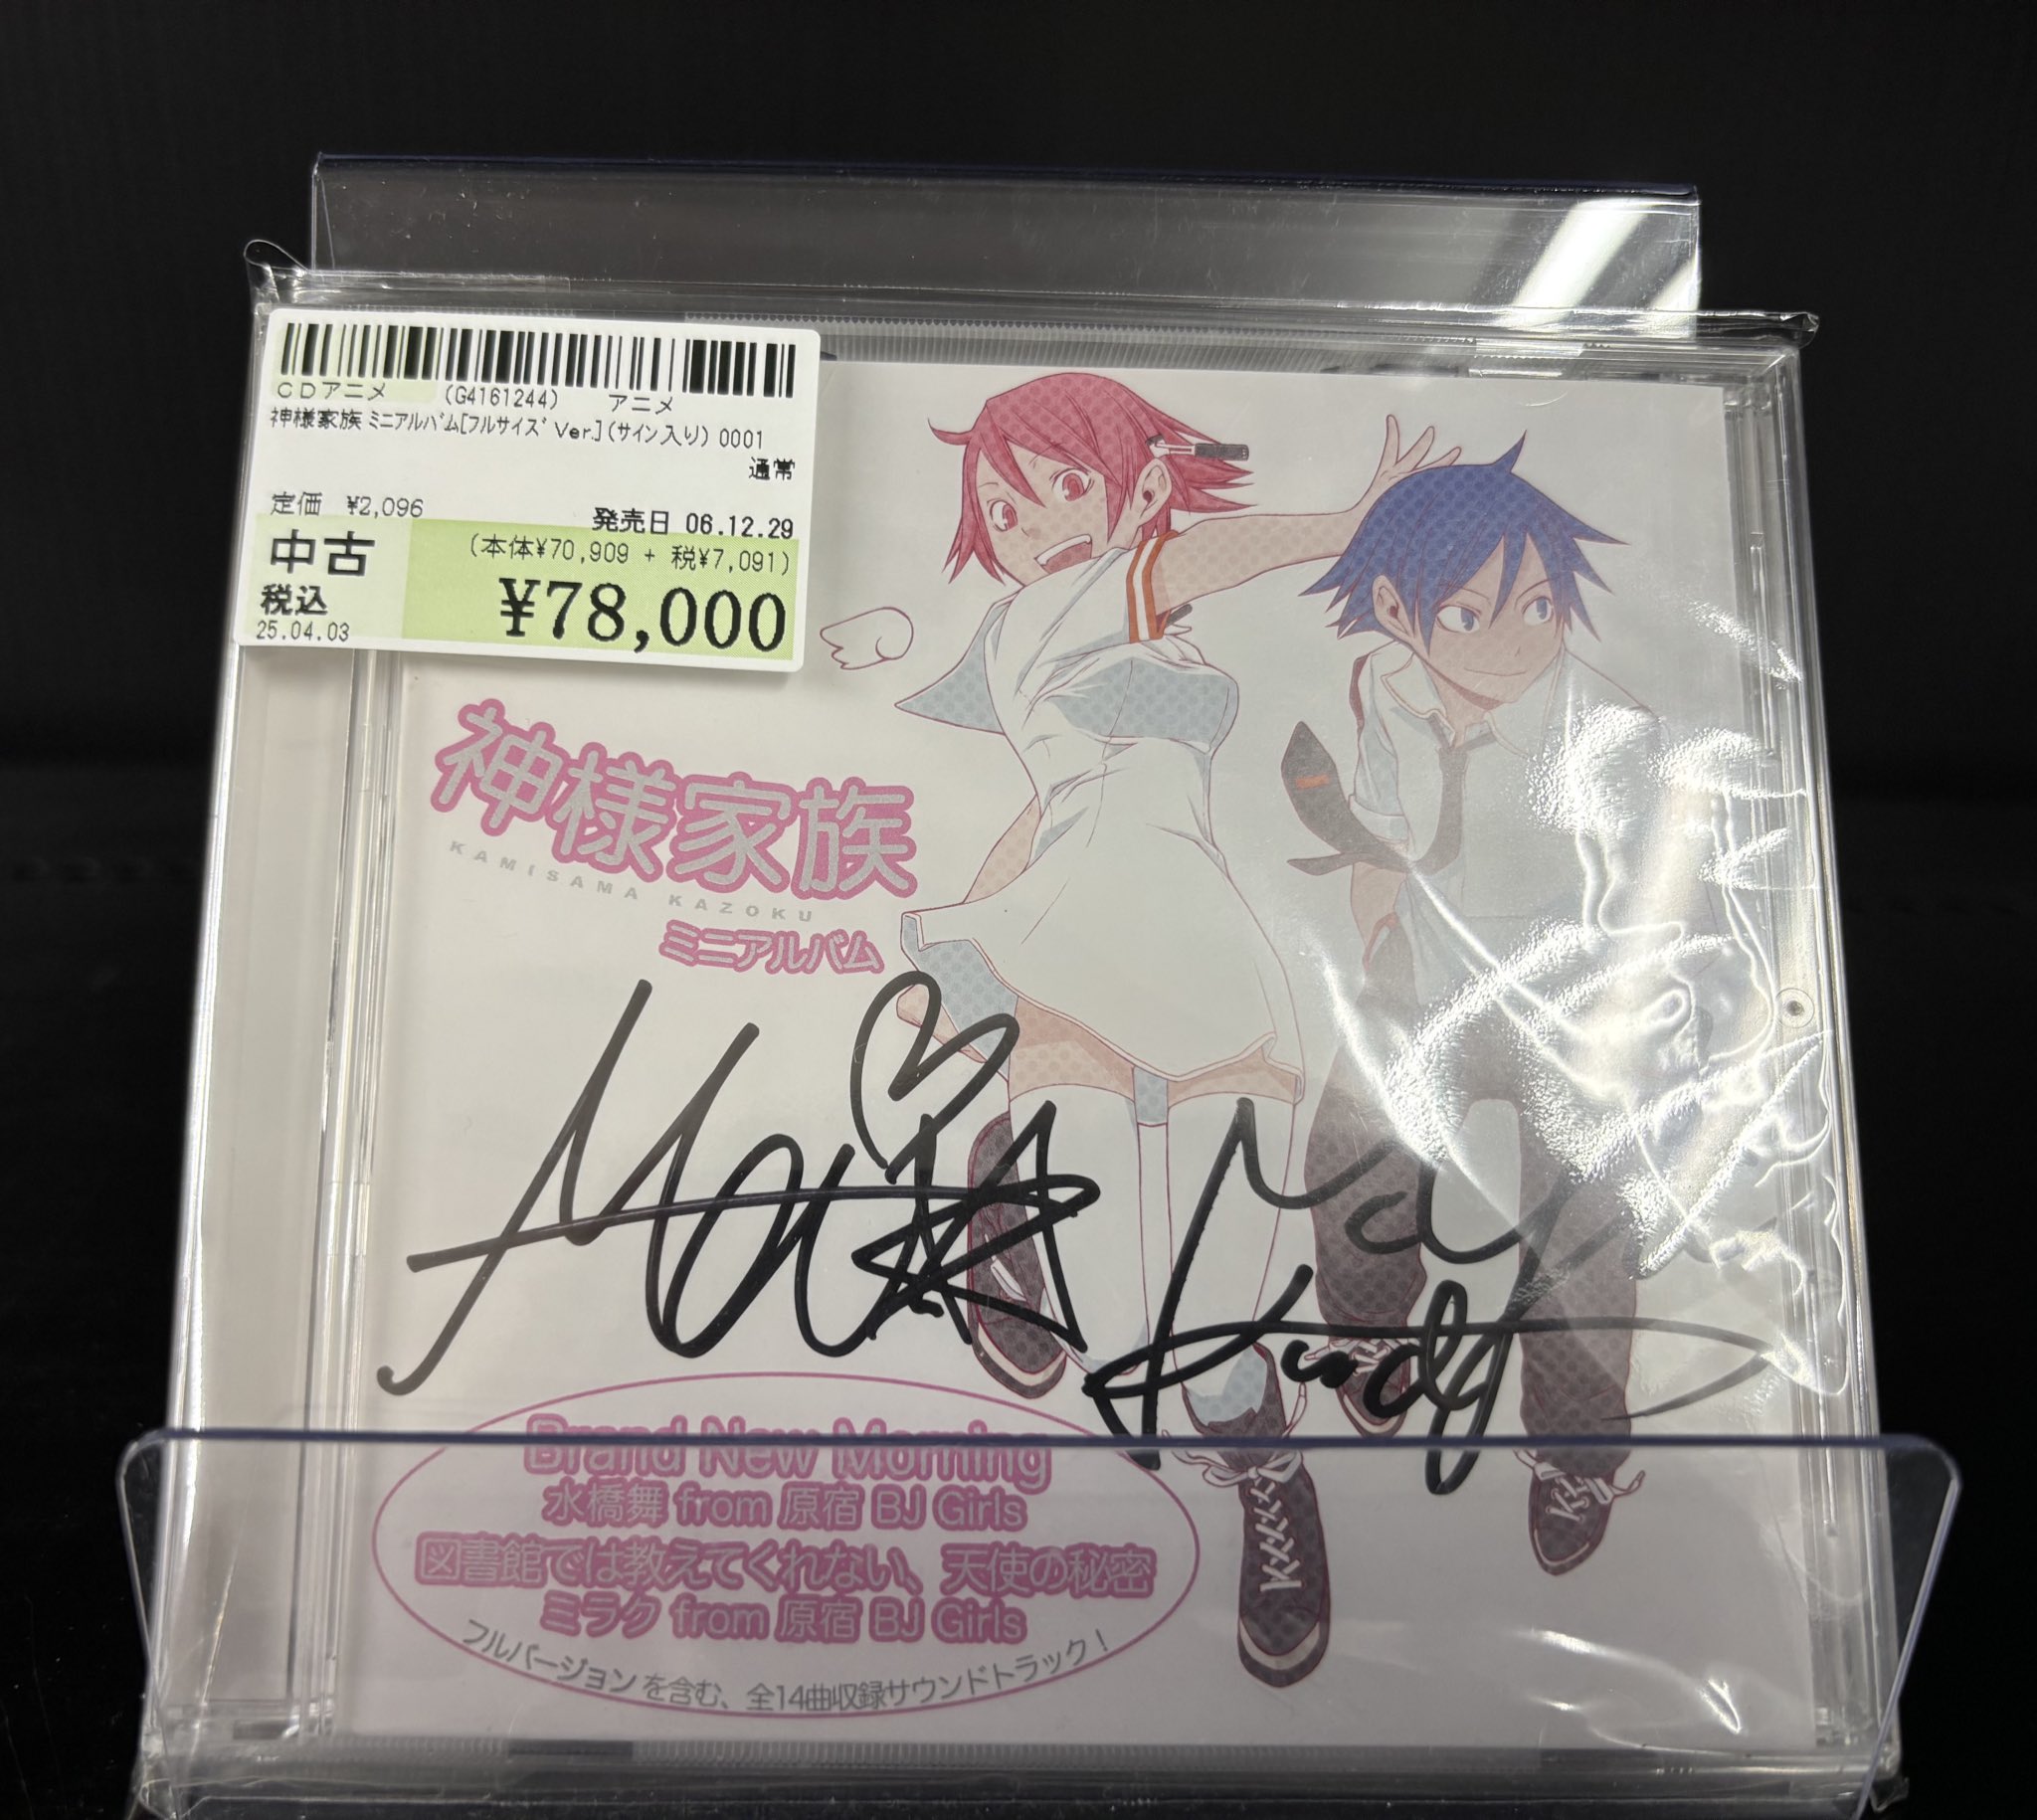 CDアニメ (G4161244) アニメ
神様家族 ミニアルバム[フルサイズVer.](サイン入り) 0001
通常
定価 ¥2,096
発売日 06.12.29
中古
(本体¥70,909 + 税¥7,091)
税込
¥78,000
25.04.03
神様家族
KAMISAMA KAZOKU
ミニアルバム
Brand New Morning
水橋舞 from 原宿 BJ Girls
図書館では教えてくれない、天使の秘密
ミラク from 原宿 BJ Girls
フルバージョンを含む、全14曲収録サウンドトラック!